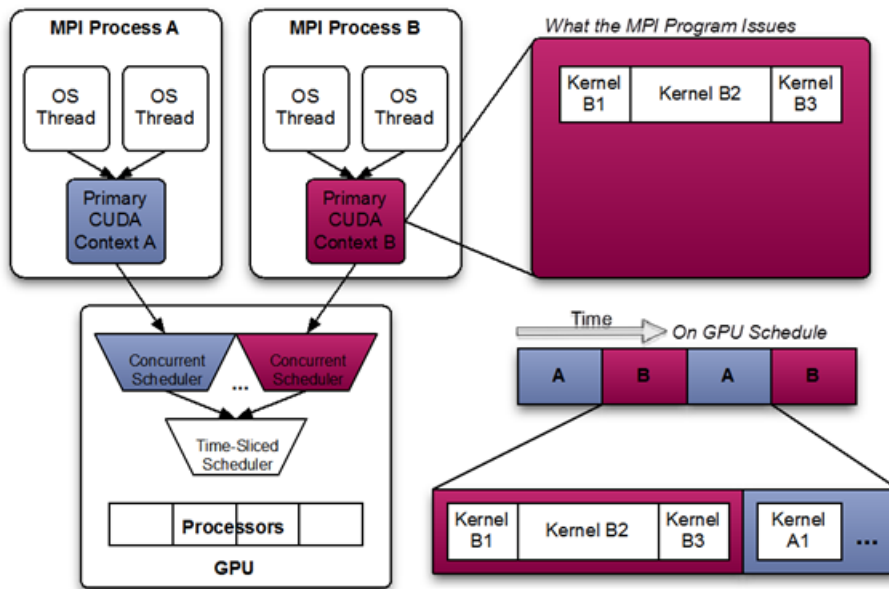 MPI Process A
OS
Thread
OS
Thread
Primary
CUDA
Context A
MPI Process B
OS
Thread
OS
Thread
Primary
CUDA
Context B
What the MPI Program Issues
Kernel
B1
Kernel B2
Kernel
B3
Concurrent
Scheduler
...
Concurrent
Scheduler
Time-Sliced
Scheduler
Processors
GPU
Time
On GPU Schedule
A
B
A
B
Kernel
B1
Kernel B2
Kernel
B3
Kernel
A1
...